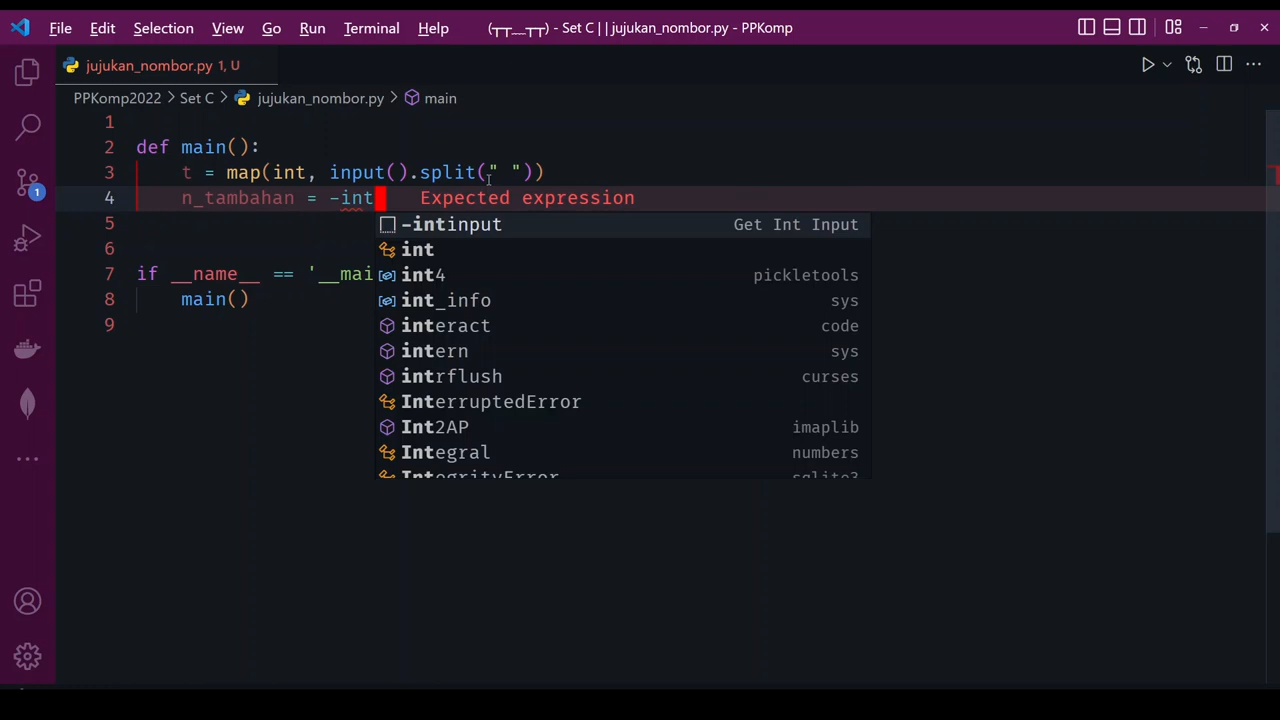 File Edit Selection View Go Run Terminal Help (┬┬﹏┬┬) - Set C || jujukan_nombor.py - PPKomp
jujukan_nombor.py 1, U
PPKomp2022 > Set C > jujukan_nombor.py > main
1
2 def main():
3 t = map(int, input().split(" "))
4 n_tambahan = -int Expected expression
5
6
7 if __name__ == '__mai
8 main()
9
-intinput Get Int Input
int
int4 pickletools
int_info sys
interact code
intern sys
intrflush curses
InterruptedError
Int2AP imaplib
Integral numbers
IntegrityError sqlite3
1